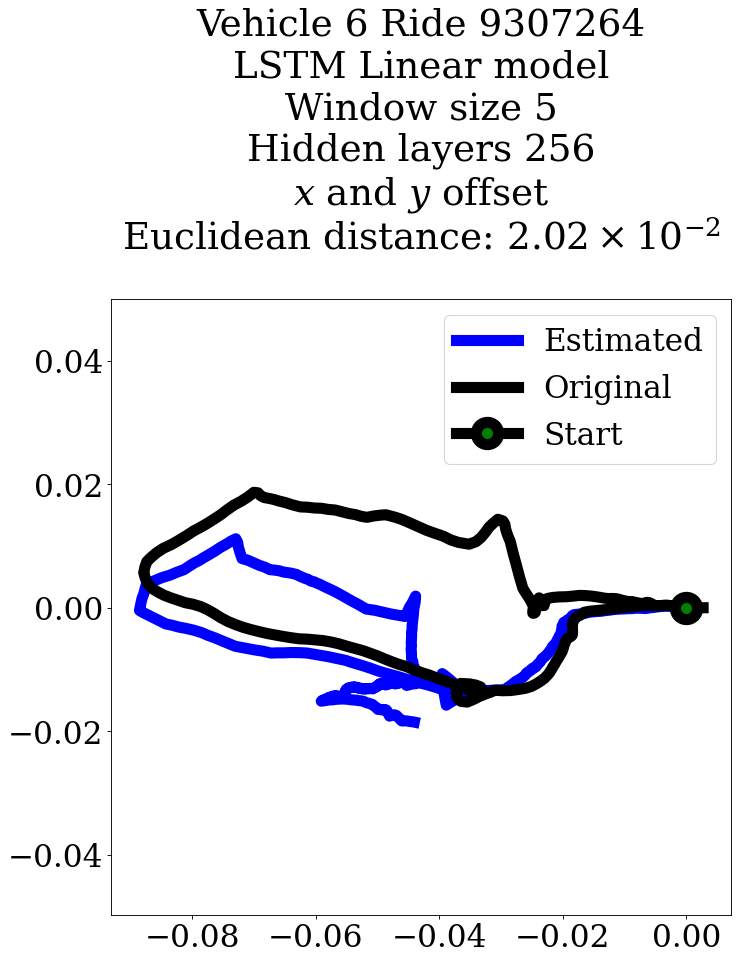 Vehicle 6 Ride 9307264
LSTM Linear model
Window size 5
Hidden layers 256
x and y offset
Euclidean distance: 2.02 × 10⁻²
Estimated
Original
Start
0.04
0.02
0.00
−0.02
−0.04
−0.08 −0.06 −0.04 −0.02 0.00